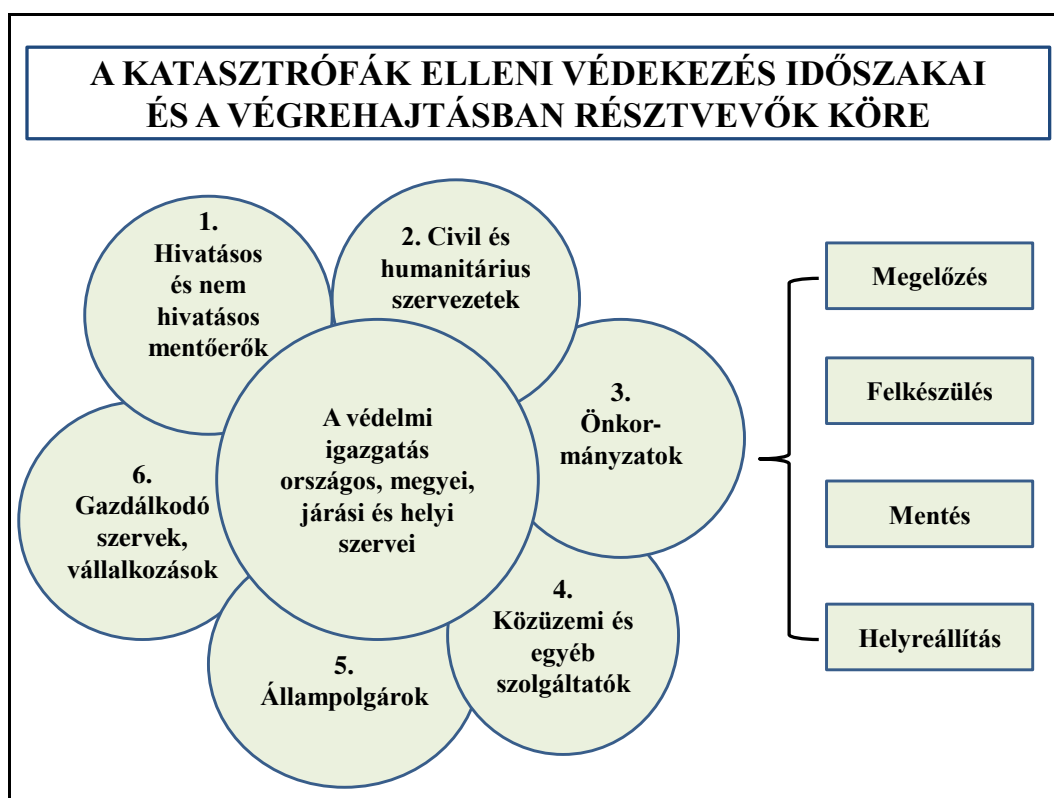 A KATASZTRÓFÁK ELLENI VÉDEKEZÉS IDŐSZAKAI
ÉS A VÉGREHAJTÁSBAN RÉSZTVEVŐK KÖRE
1.
Hivatásos
és nem
hivatásos
mentőerők
2. Civil és
humanitárius
szervezetek
3.
Önkor-
mányzatok
4.
Közüzemi és
egyéb
szolgáltatók
5.
Állampolgárok
6.
Gazdálkodó
szervek,
vállalkozások
A védelmi
igazgatás
országos, megyei,
járási és helyi
szervei
Megelőzés
Felkészülés
Mentés
Helyreállítás